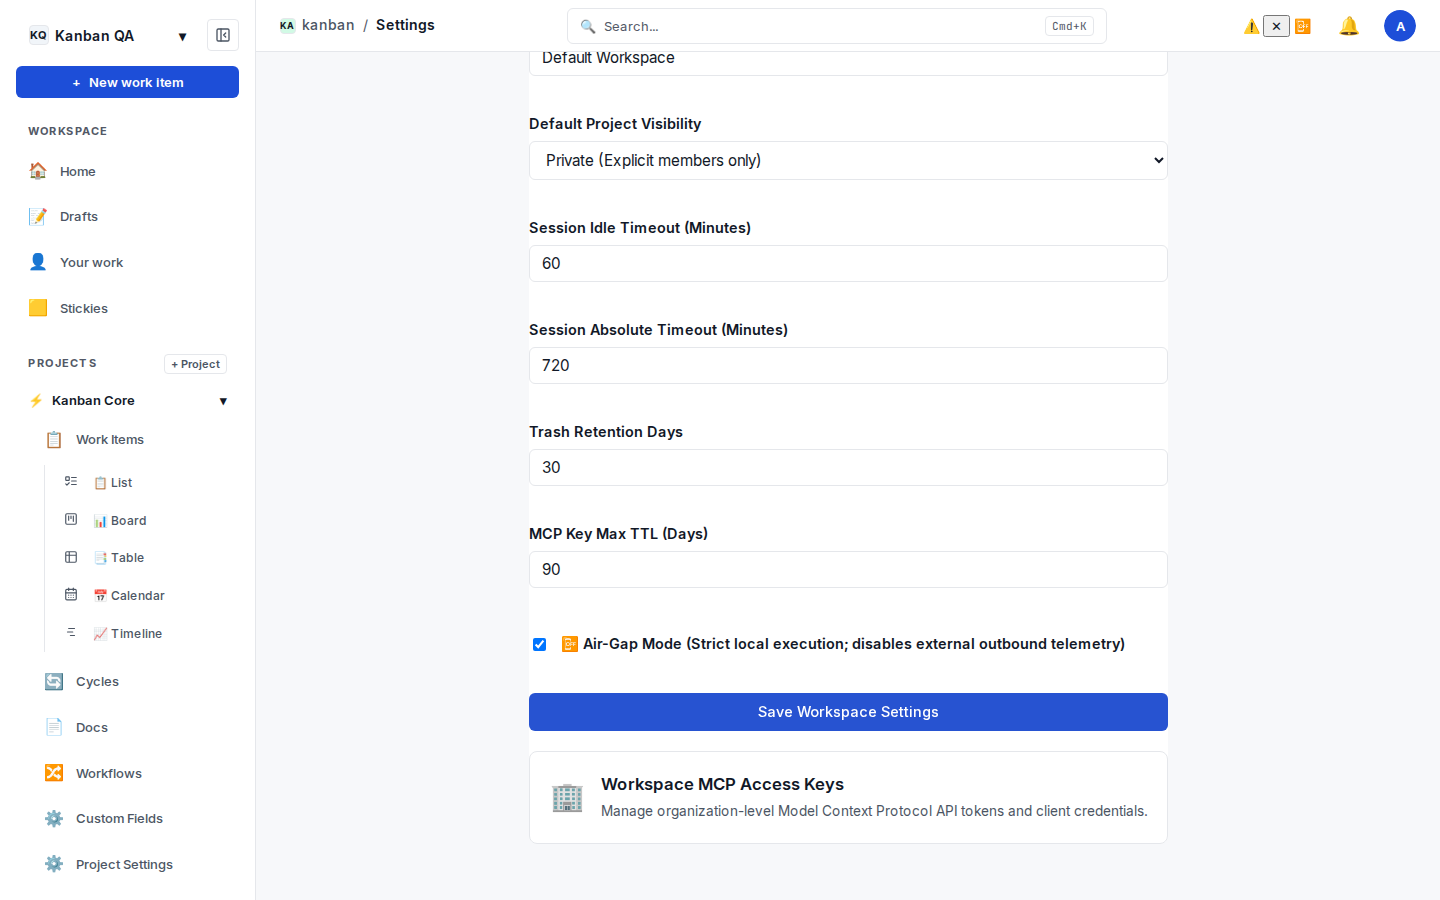 KQ Kanban QA ▼
+ New work item
WORKSPACE
Home
Drafts
Your work
Stickies
PROJECTS
+ Project
Kanban Core ▼
Work Items
List
Board
Table
Calendar
Timeline
Cycles
Docs
Workflows
Custom Fields
Project Settings
KA kanban / Settings
Search...
Cmd+K
✕
OFF
A
Default Workspace
Default Project Visibility
Private (Explicit members only)
Session Idle Timeout (Minutes)
60
Session Absolute Timeout (Minutes)
720
Trash Retention Days
30
MCP Key Max TTL (Days)
90
OFF Air-Gap Mode (Strict local execution; disables external outbound telemetry)
Save Workspace Settings
Workspace MCP Access Keys
Manage organization-level Model Context Protocol API tokens and client credentials.